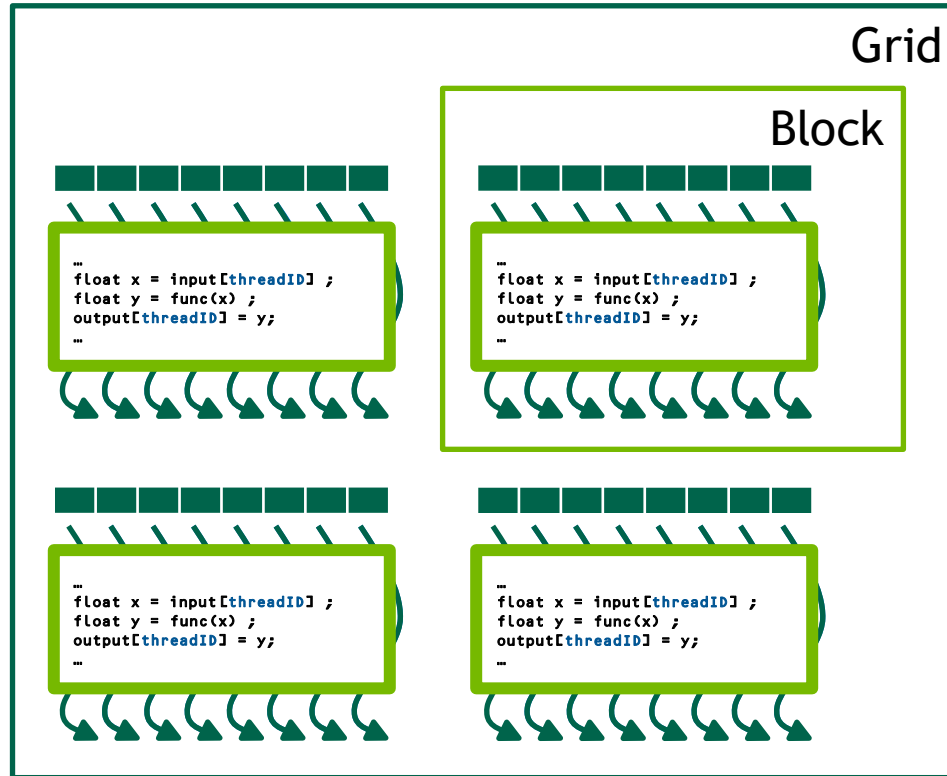 Grid
Block
…
float x = input[threadID] ;
float y = func(x) ;
output[threadID] = y;
…
…
float x = input[threadID] ;
float y = func(x) ;
output[threadID] = y;
…
…
float x = input[threadID] ;
float y = func(x) ;
output[threadID] = y;
…
…
float x = input[threadID] ;
float y = func(x) ;
output[threadID] = y;
…